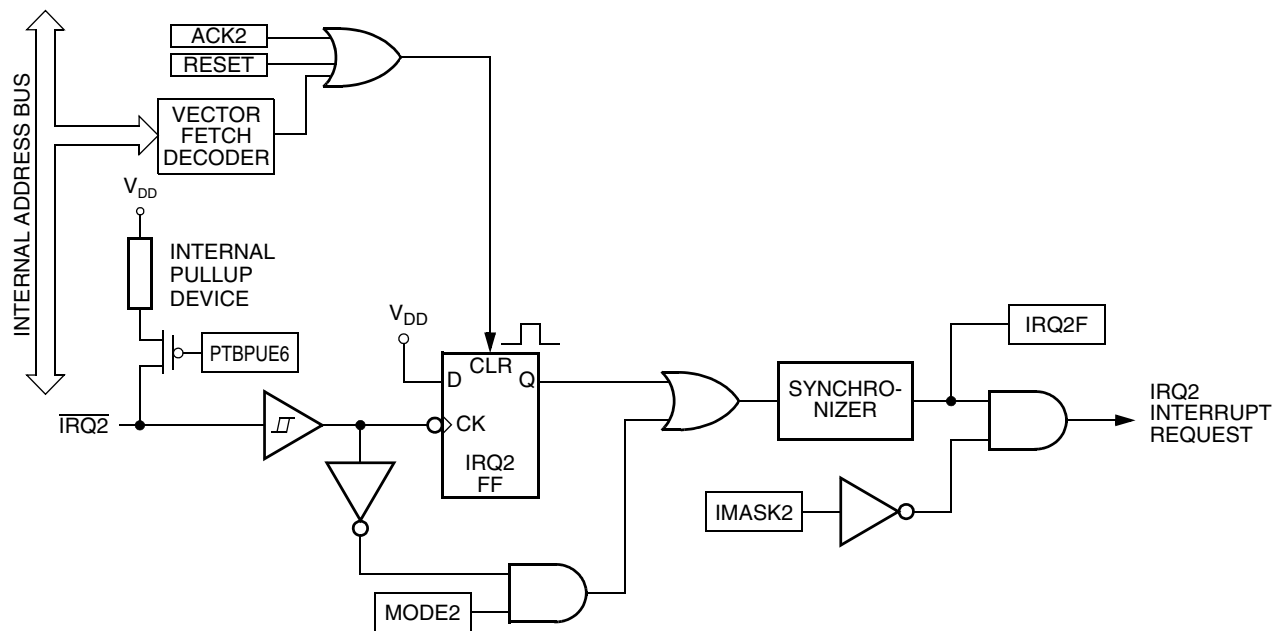 INTERNAL ADDRESS BUS
ACK2
RESET
VECTOR
FETCH
DECODER
VDD
INTERNAL
PULLUP
DEVICE
PTBPUE6
IRQ2
VDD
D
CLR
Q
CK
IRQ2
FF
MODE2
SYNCHRO-
NIZER
IRQ2F
IMASK2
IRQ2
INTERRUPT
REQUEST